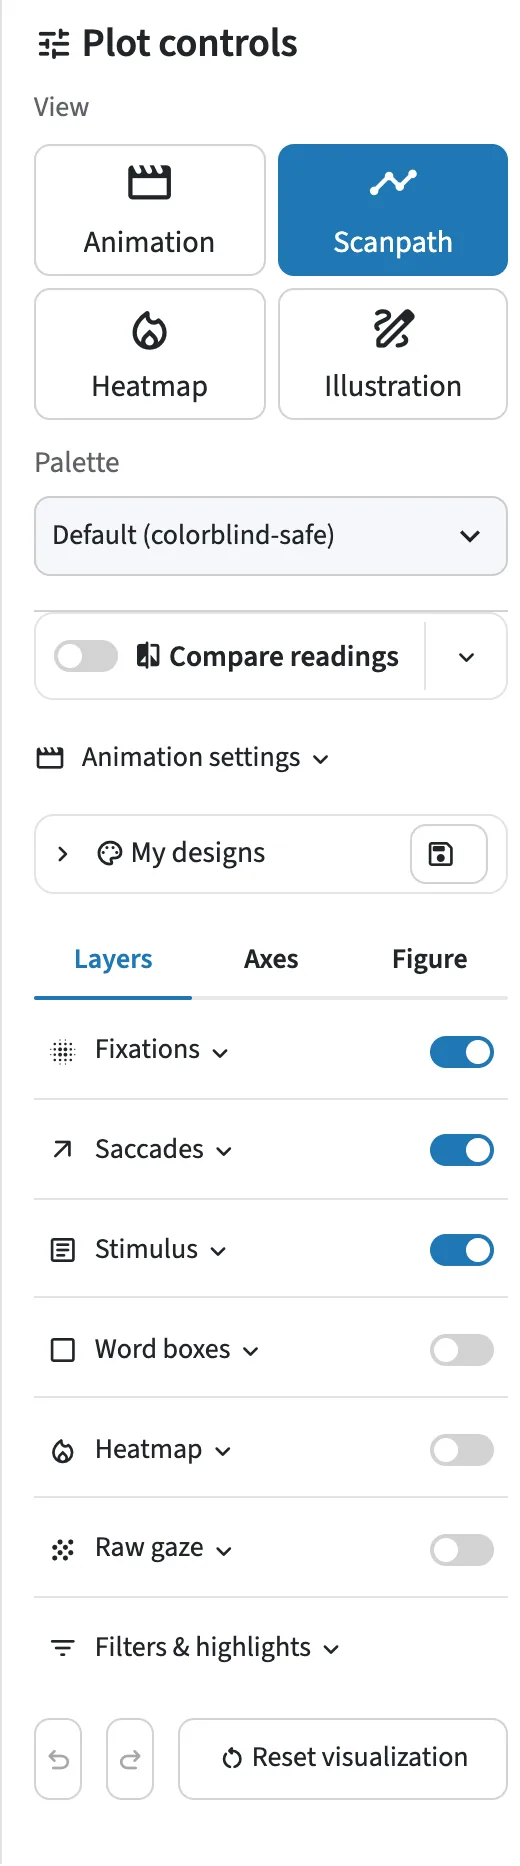 Plot controls
View
Animation
Scanpath
Heatmap
Illustration
Palette
Default (colorblind-safe)
Compare readings
Animation settings
My designs
Layers Axes Figure
Fixations
Saccades
Stimulus
Word boxes
Heatmap
Raw gaze
Filters & highlights
Reset visualization